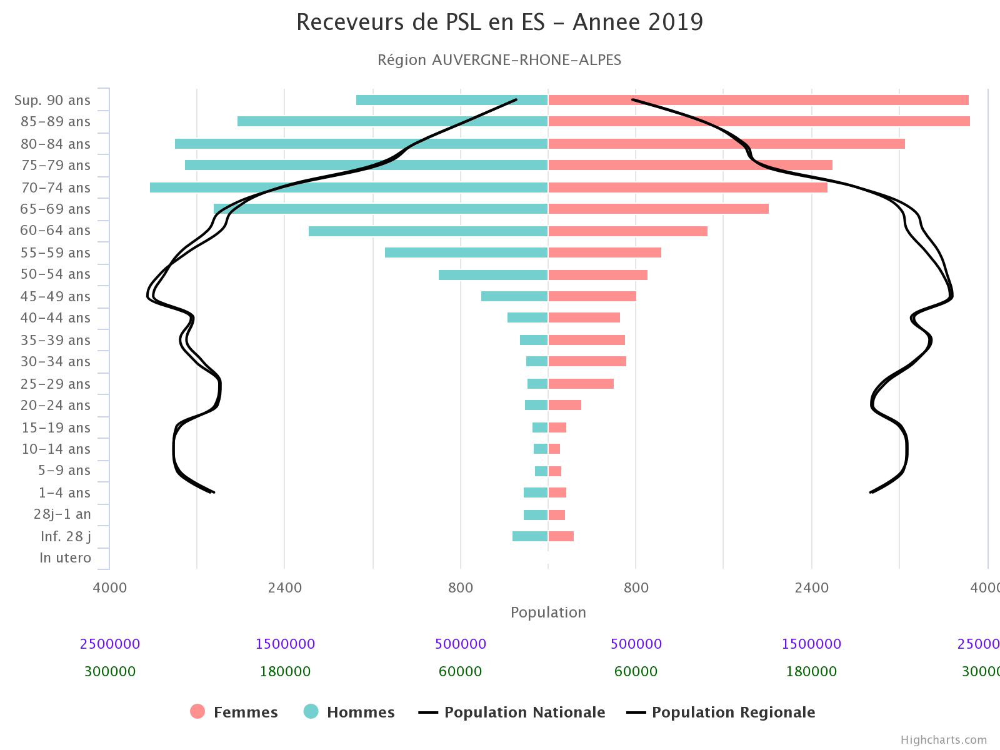 Receveurs de PSL en ES – Annee 2019
Région AUVERGNE–RHONE–ALPES
Sup. 90 ans
85–89 ans
80–84 ans
75–79 ans
70–74 ans
65–69 ans
60–64 ans
55–59 ans
50–54 ans
45–49 ans
40–44 ans
35–39 ans
30–34 ans
25–29 ans
20–24 ans
15–19 ans
10–14 ans
5–9 ans
1–4 ans
28j–1 an
Inf. 28 j
In utero
4000 2400 800 800 2400 4000
Population
2500000 1500000 500000 500000 1500000 25000
300000 180000 60000 60000 180000 30000
Femmes Hommes Population Nationale Population Regionale
Highcharts.com